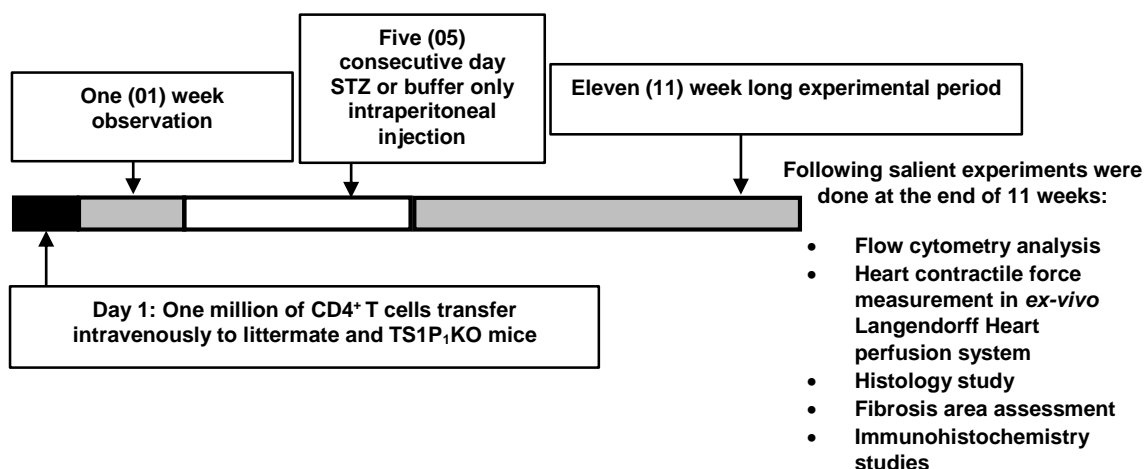 One (01) week
observation
Five (05)
consecutive day
STZ or buffer only
intraperitoneal
injection
Eleven (11) week long experimental period
Day 1: One million of CD4⁺ T cells transfer
intravenously to littermate and TS1P₁KO mice
Following salient experiments were
done at the end of 11 weeks:
• Flow cytometry analysis
• Heart contractile force
measurement in ex-vivo
Langendorff Heart
perfusion system
• Histology study
• Fibrosis area assessment
• Immunohistochemistry
studies